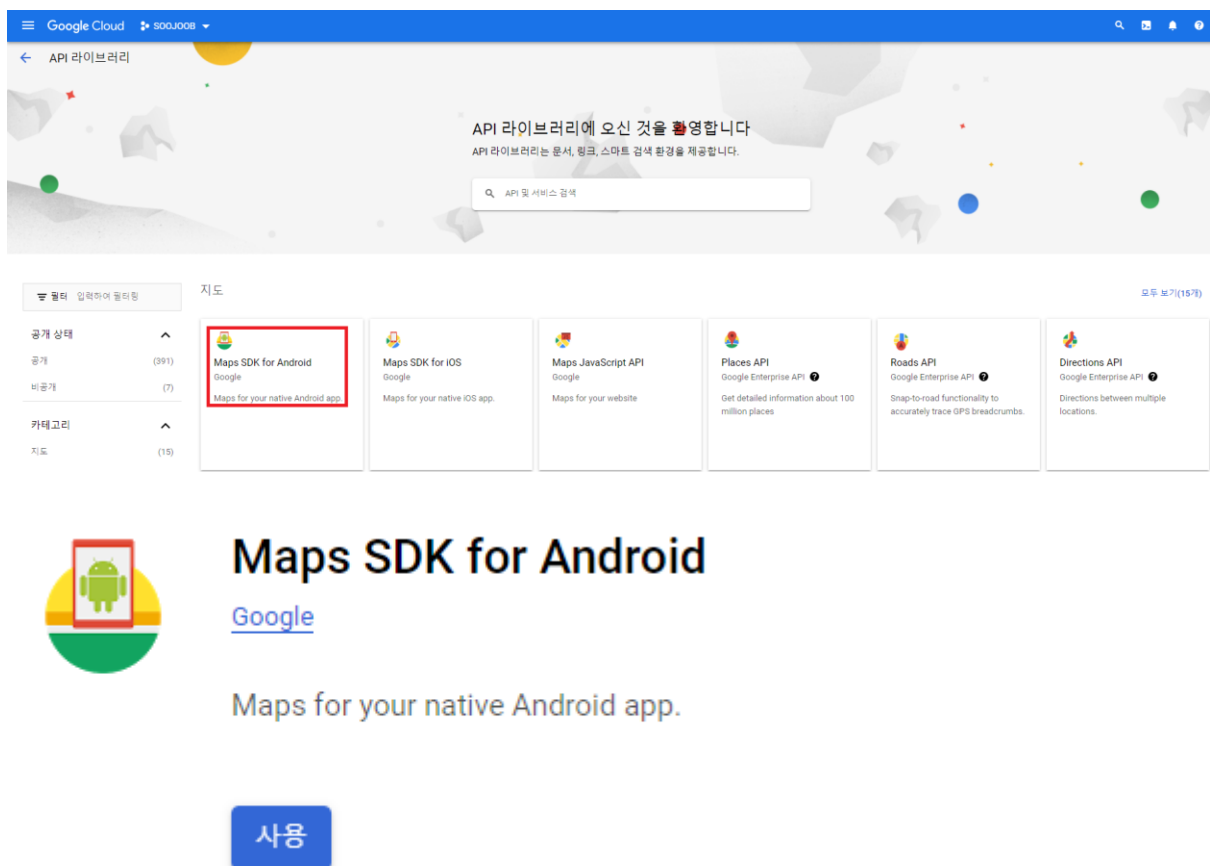 Google Cloud SOOJOOB
API 라이브러리
API 라이브러리에 오신 것을 환영합니다
API 라이브러리는 문서, 링크, 스마트 검색 환경을 제공합니다.
API 및 서비스 검색
필터 입력하여 필터링
공개 상태
공개 (391)
비공개 (7)
카테고리
지도 (15)
지도
모두 보기(15개)
Maps SDK for Android
Google
Maps for your native Android app.
Maps SDK for iOS
Google
Maps for your native iOS app.
Maps JavaScript API
Google
Maps for your website
Places API
Google Enterprise API
Get detailed information about 100
million places
Roads API
Google Enterprise API
Snap-to-road functionality to
accurately trace GPS breadcrumbs.
Directions API
Google Enterprise API
Directions between multiple
locations.
Maps SDK for Android
Google
Maps for your native Android app.
사용